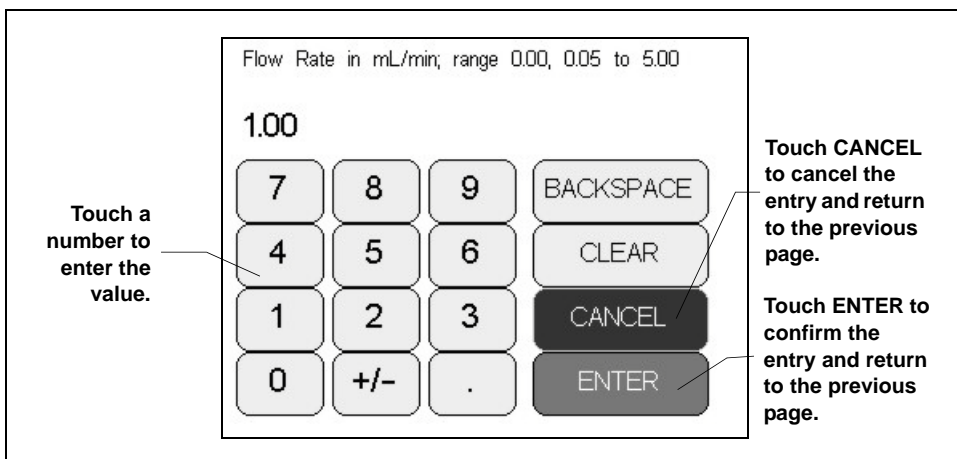 Flow Rate in mL/min; range 0.00, 0.05 to 5.00
1.00
7 8 9 BACKSPACE
4 5 6 CLEAR
1 2 3 CANCEL
0 +/- . ENTER
Touch a
number to
enter the
value.
Touch CANCEL
to cancel the
entry and return
to the previous
page.
Touch ENTER to
confirm the
entry and return
to the previous
page.